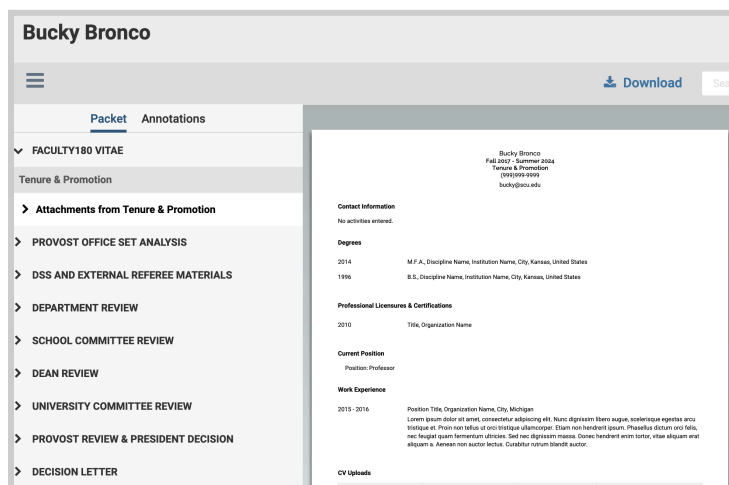 Bucky Bronco
Download
Sea
Packet Annotations
FACULTY180 VITAE
Tenure & Promotion
Attachments from Tenure & Promotion
PROVOST OFFICE SET ANALYSIS
DSS AND EXTERNAL REFEREE MATERIALS
DEPARTMENT REVIEW
SCHOOL COMMITTEE REVIEW
DEAN REVIEW
UNIVERSITY COMMITTEE REVIEW
PROVOST REVIEW & PRESIDENT DECISION
DECISION LETTER
Bucky Bronco
Fall 2017 - Summer 2024
Tenure & Promotion
(999)999-9999
bucky@scu.edu
Contact Information
No activities entered.
Degrees
2014 M.F.A., Discipline Name, Institution Name, City, Kansas, United States
1996 B.S., Discipline Name, Institution Name, City, Kansas, United States
Professional Licensures & Certifications
2010 Title, Organization Name
Current Position
Position: Professor
Work Experience
2015 - 2016 Position Title, Organization Name, City, Michigan
Lorem ipsum dolor sit amet, consectetur adipiscing elit. Nunc dignissim libero augue, scelerisque egestas arcu
tristique et. Proin non tellus ut orci tristique ullamcorper. Etiam non hendrerit ipsum. Phasellus dictum orci felis,
nec feugiat quam fermentum ultricies. Sed nec dignissim massa. Donec hendrerit enim tortor, vitae aliquam erat
aliquam a. Aenean non auctor lectus. Curabitur rutrum blandit auctor.
CV Uploads